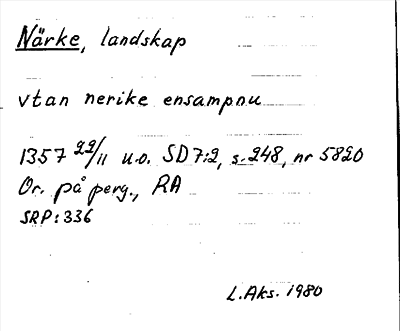 Närke, landskap
vtan nerike ensampnu
1357 22/11 u.o. SD 7:2, s. 248, nr 5820
Or. på perg., RA
SRP: 336
L. Aks. 1980